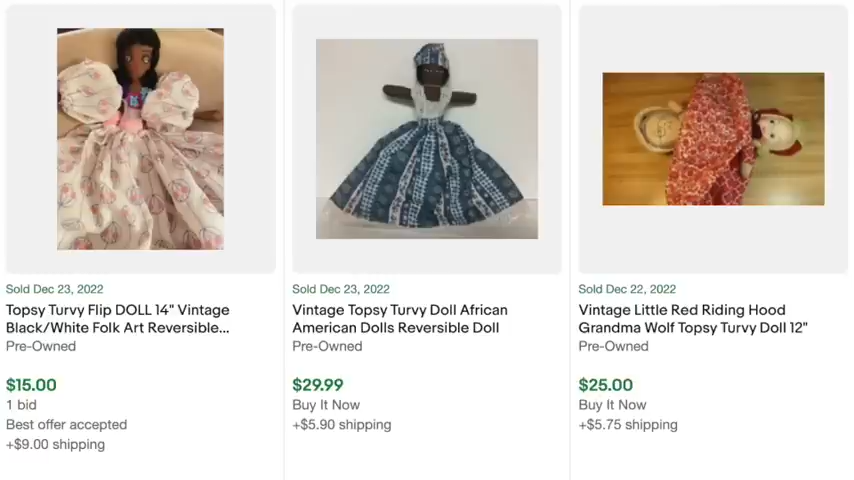 Sold Dec 23, 2022
Topsy Turvy Flip DOLL 14" Vintage
Black/White Folk Art Reversible...
Pre-Owned
$15.00
1 bid
Best offer accepted
+$9.00 shipping
Sold Dec 23, 2022
Vintage Topsy Turvy Doll African
American Dolls Reversible Doll
Pre-Owned
$29.99
Buy It Now
+$5.90 shipping
Sold Dec 22, 2022
Vintage Little Red Riding Hood
Grandma Wolf Topsy Turvy Doll 12"
Pre-Owned
$25.00
Buy It Now
+$5.75 shipping